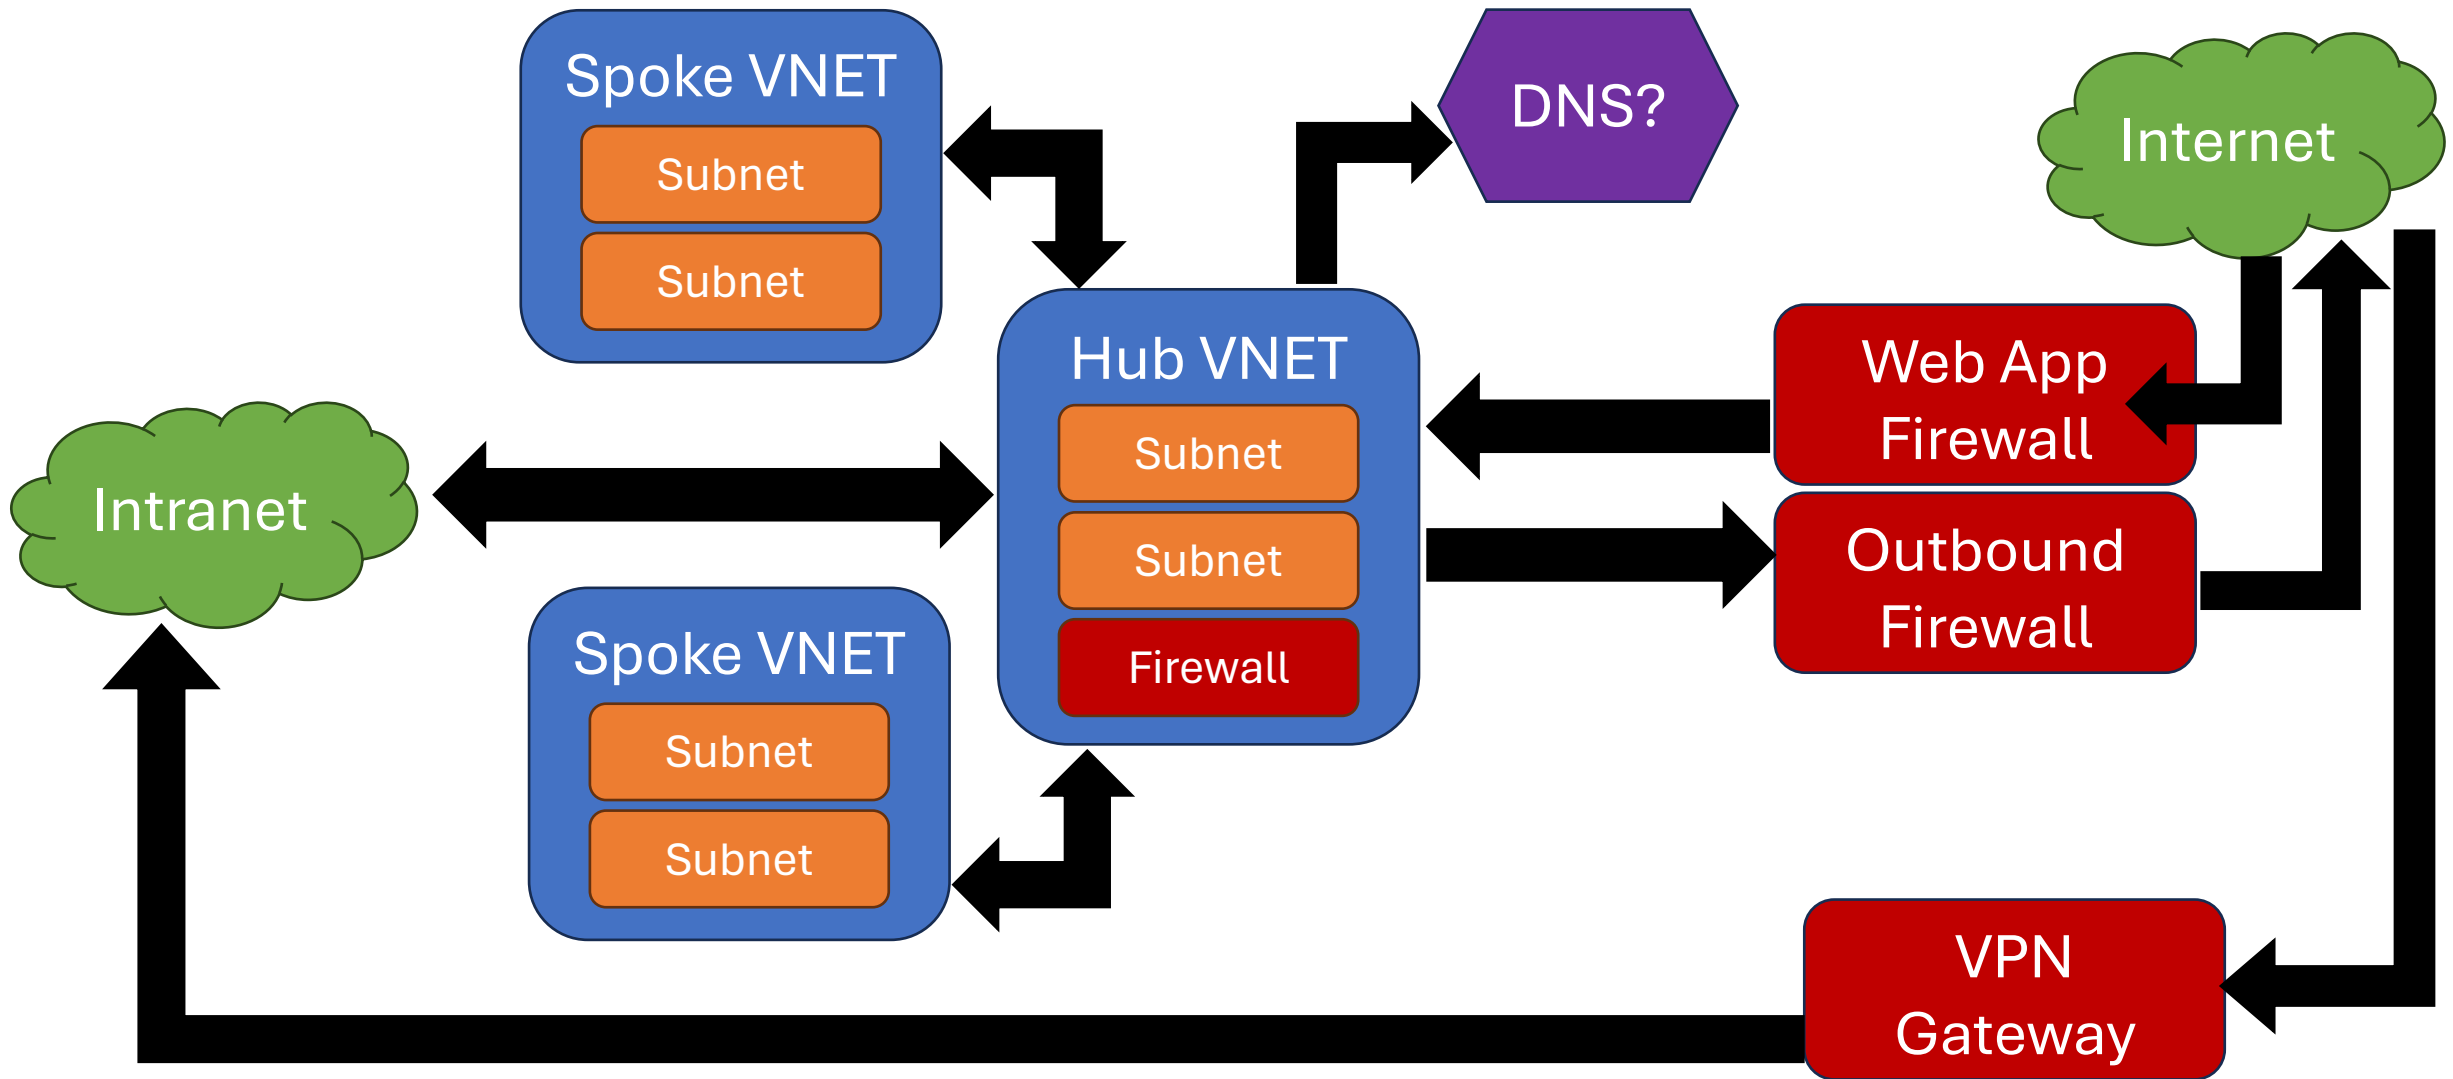 Spoke VNET
Subnet
Subnet
DNS?
Internet
Hub VNET
Subnet
Subnet
Firewall
Web App
Firewall
Outbound
Firewall
Intranet
Spoke VNET
Subnet
Subnet
VPN
Gateway